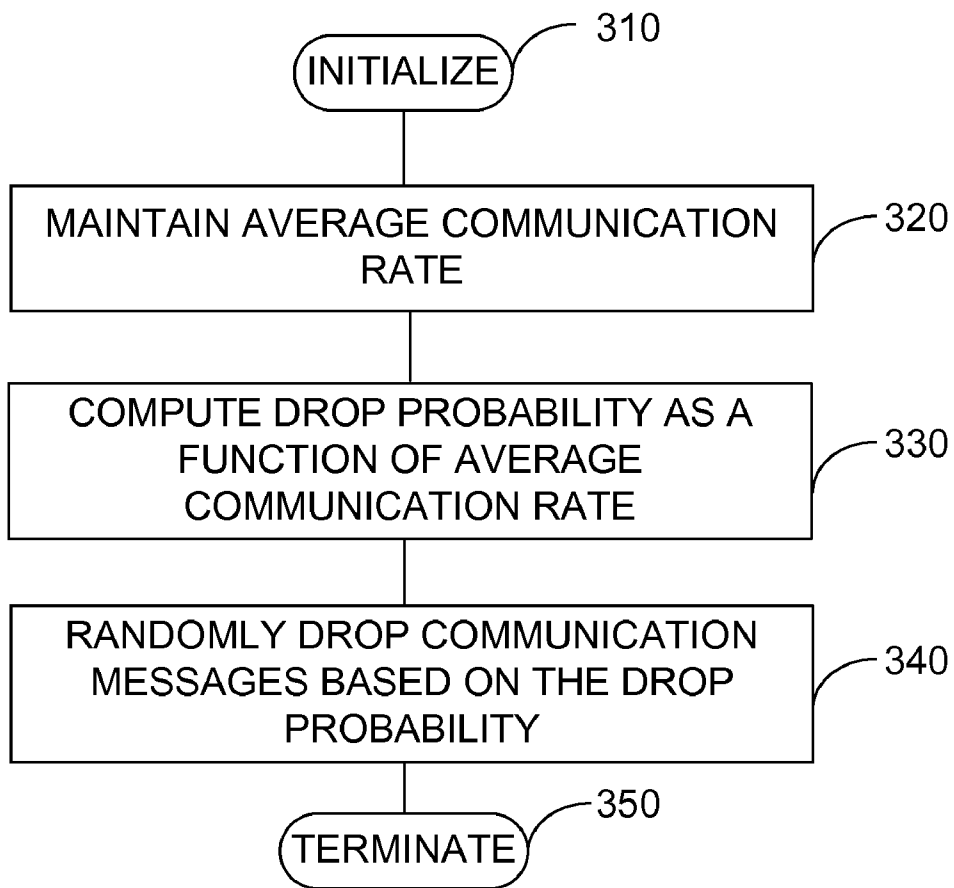 310
INITIALIZE
MAINTAIN AVERAGE COMMUNICATION
RATE
320
COMPUTE DROP PROBABILITY AS A
FUNCTION OF AVERAGE
COMMUNICATION RATE
330
RANDOMLY DROP COMMUNICATION
MESSAGES BASED ON THE DROP
PROBABILITY
340
350
TERMINATE